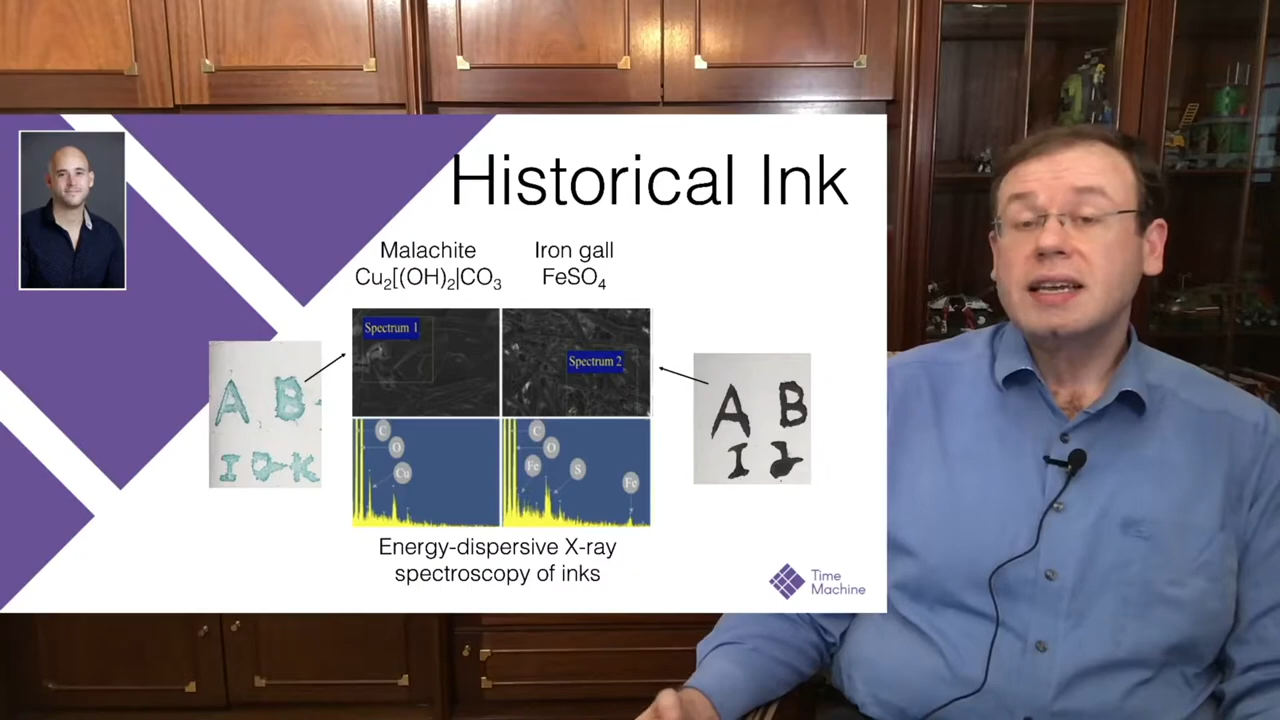 Historical Ink
Malachite
Cu₂[(OH)₂|CO₃
Iron gall
FeSO₄
Spectrum 1
Spectrum 2
A B
I 2
A B
C
O
Cu
C
O
Fe
S
Fe
Energy-dispersive X-ray
spectroscopy of inks
Time
Machine